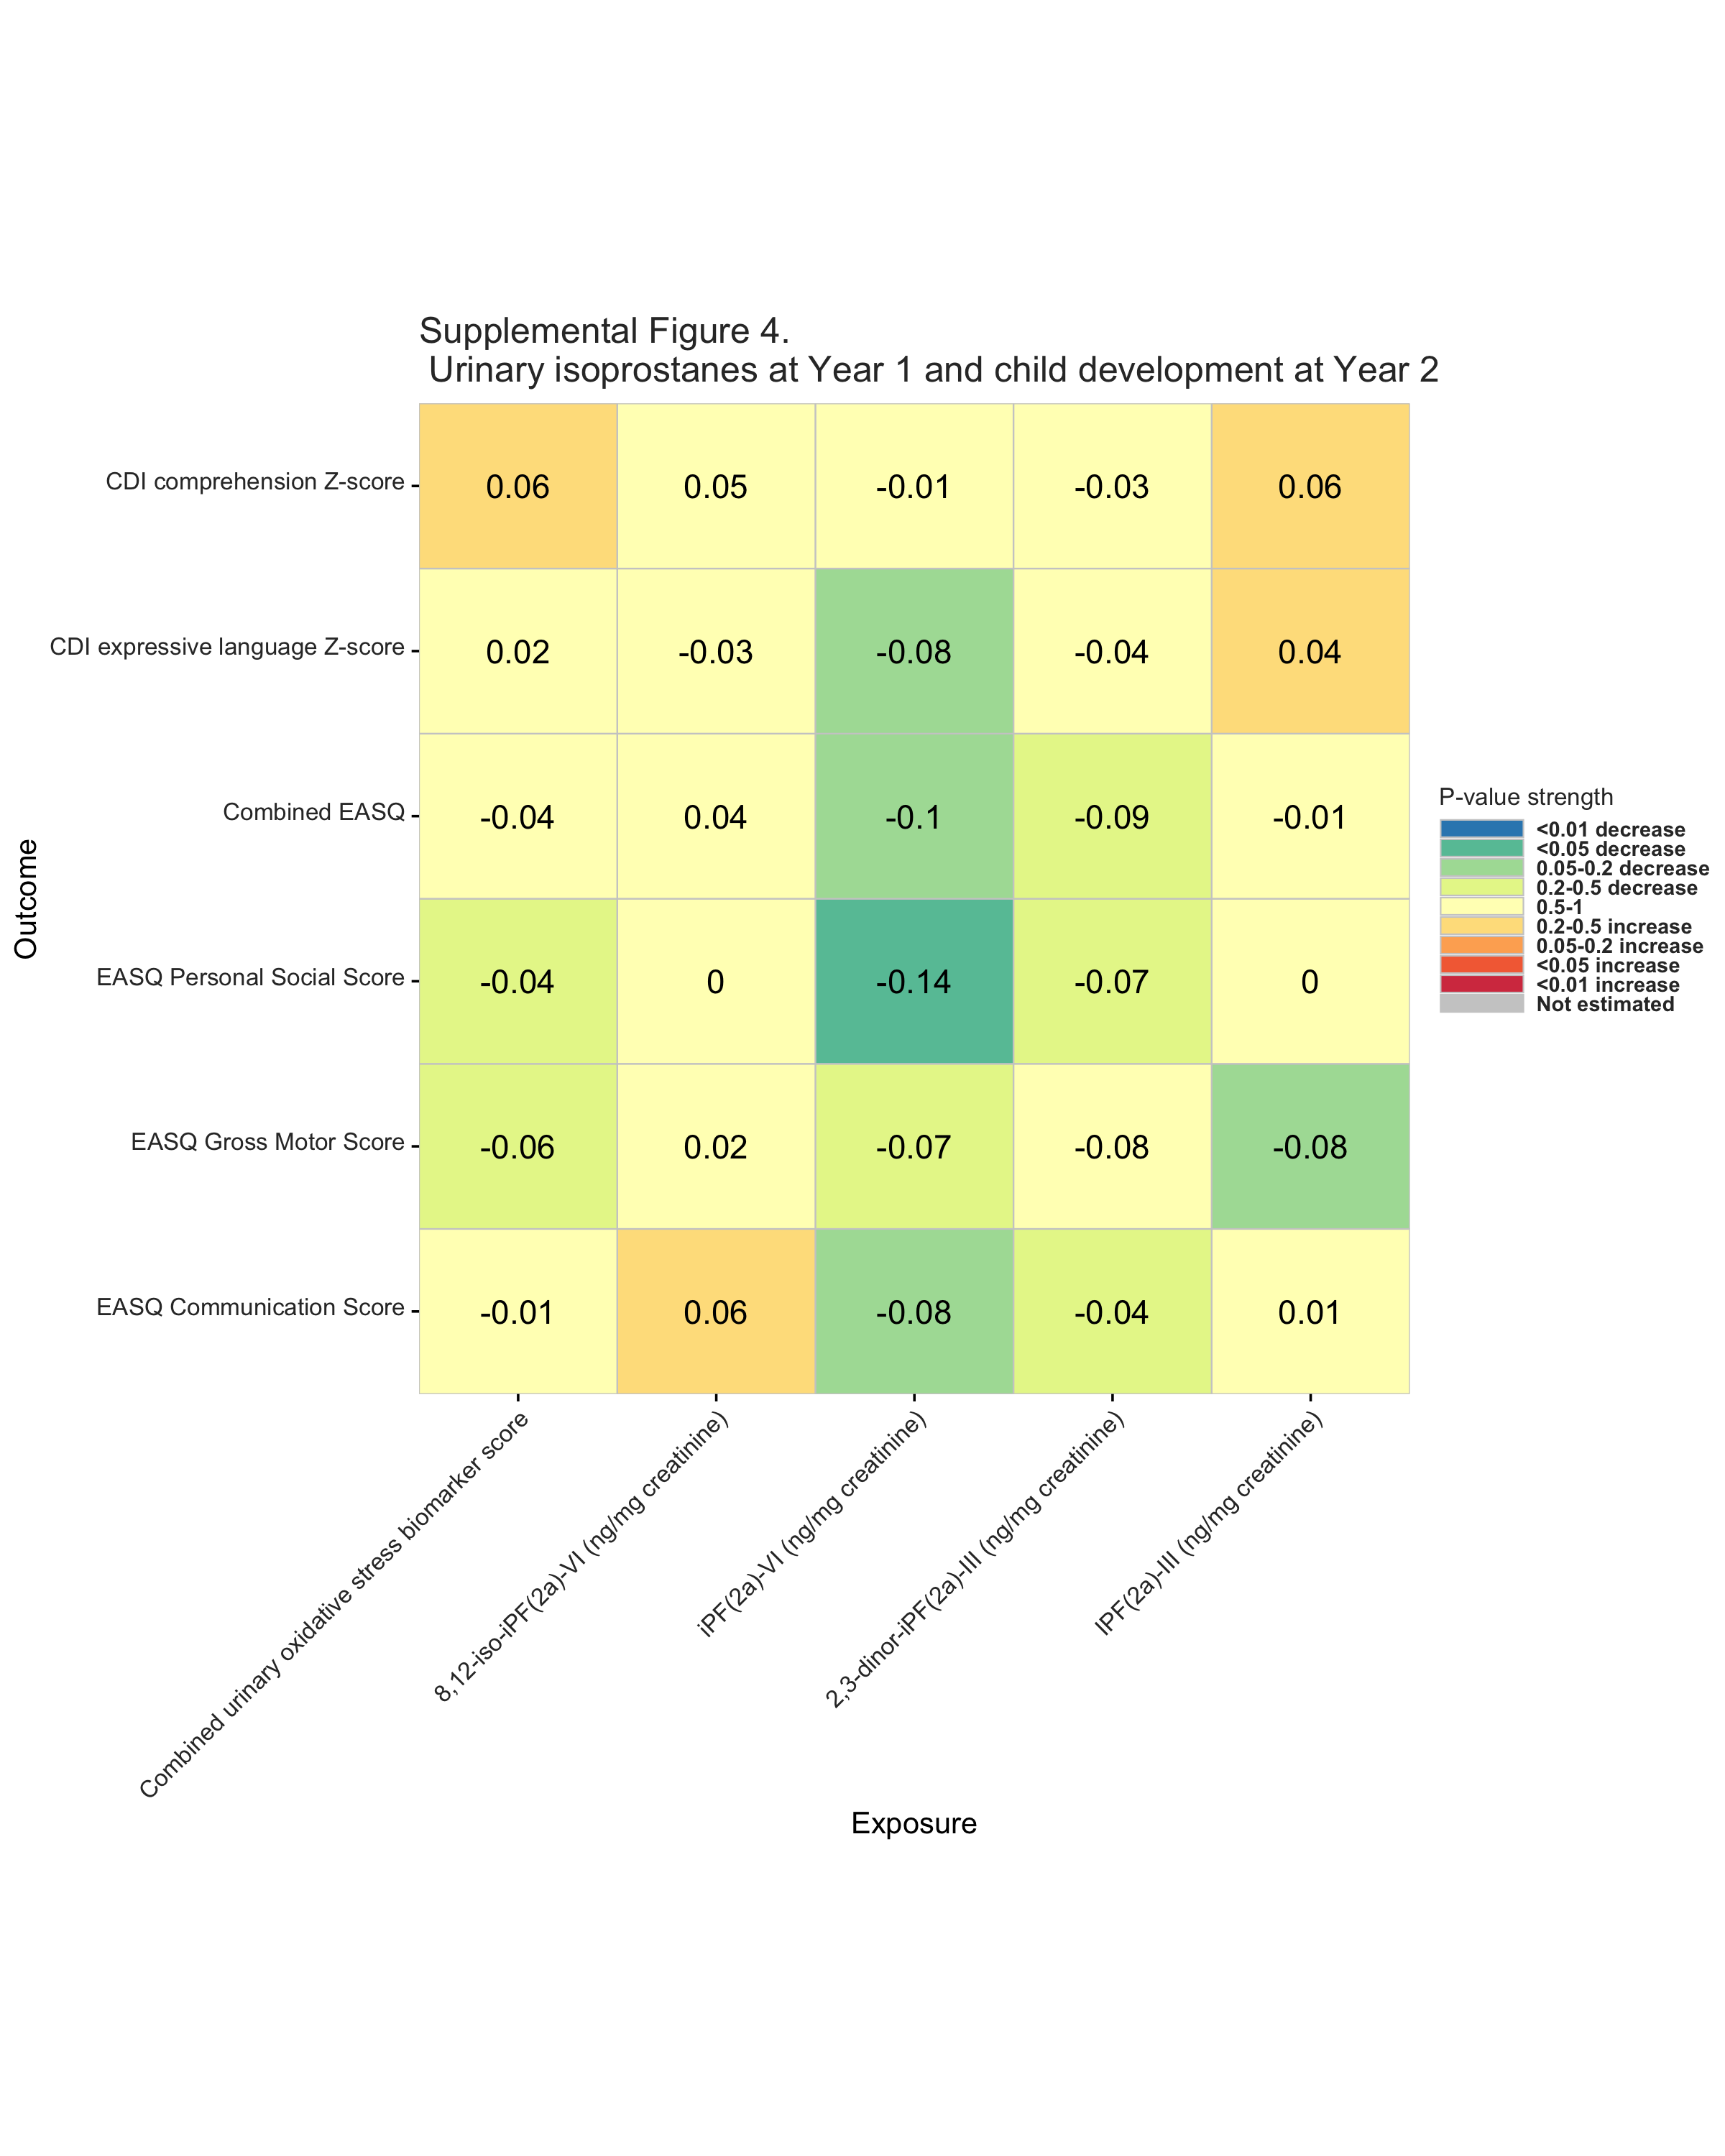 Supplemental Figure 4.
Urinary isoprostanes at Year 1 and child development at Year 2
Outcome
CDI comprehension Z-score 0.06 0.05 -0.01 -0.03 0.06
CDI expressive language Z-score 0.02 -0.03 -0.08 -0.04 0.04
Combined EASQ -0.04 0.04 -0.1 -0.09 -0.01
EASQ Personal Social Score -0.04 0 -0.14 -0.07 0
EASQ Gross Motor Score -0.06 0.02 -0.07 -0.08 -0.08
EASQ Communication Score -0.01 0.06 -0.08 -0.04 0.01
Combined urinary oxidative stress biomarker score
8,12-iso-iPF(2a)-VI (ng/mg creatinine)
iPF(2a)-VI (ng/mg creatinine)
2,3-dinor-iPF(2a)-III (ng/mg creatinine)
IPF(2a)-III (ng/mg creatinine)
Exposure
P-value strength
<0.01 decrease
<0.05 decrease
0.05-0.2 decrease
0.2-0.5 decrease
0.5-1
0.2-0.5 increase
0.05-0.2 increase
<0.05 increase
<0.01 increase
Not estimated